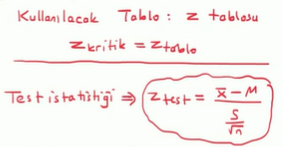 Kullanılacak Tablo : z tablosu
Zkritik = Ztablo
Test istatistiği ⇒ Ztest = x̄ - M / s/√n